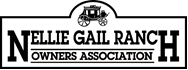 NELLIE GAIL RANCH
OWNERS ASSOCIATION